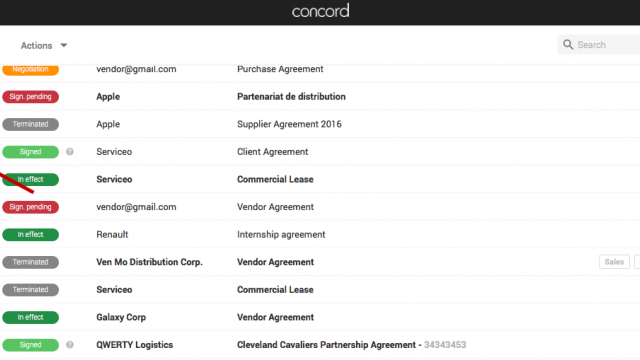 concord
Actions Search
Negotiation vendor@gmail.com Purchase Agreement
Sign. pending Apple Partenariat de distribution
Terminated Apple Supplier Agreement 2016
Signed ? Serviceo Client Agreement
In effect Serviceo Commercial Lease
Sign. pending vendor@gmail.com Vendor Agreement
In effect Renault Internship agreement
Terminated Ven Mo Distribution Corp. Vendor Agreement Sales
Terminated Serviceo Commercial Lease
In effect Galaxy Corp Vendor Agreement
Signed ? QWERTY Logistics Cleveland Cavaliers Partnership Agreement - 34343453